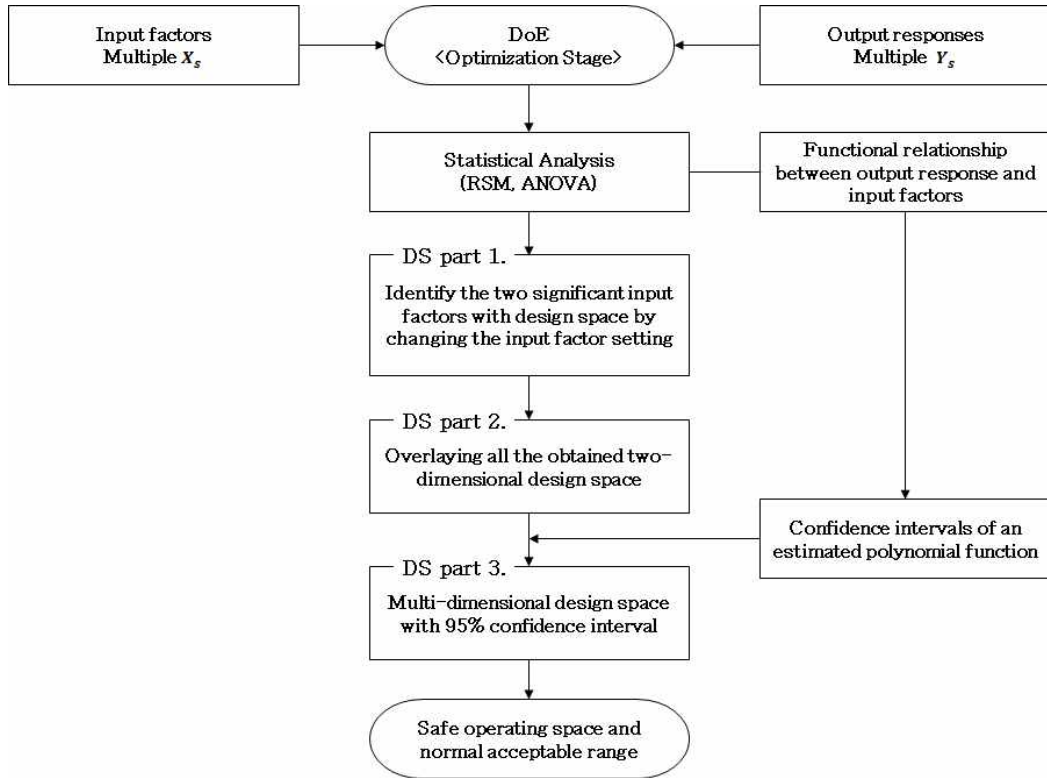 Input factors
Multiple Xs
DoE
<Optimization Stage>
Output responses
Multiple Ys
Statistical Analysis
(RSM, ANOVA)
Functional relationship
between output response and
input factors
DS part 1.
Identify the two significant input
factors with design space by
changing the input factor setting
DS part 2.
Overlaying all the obtained two-
dimensional design space
Confidence intervals of an
estimated polynomial function
DS part 3.
Multi-dimensional design space
with 95% confidence interval
Safe operating space and
normal acceptable range